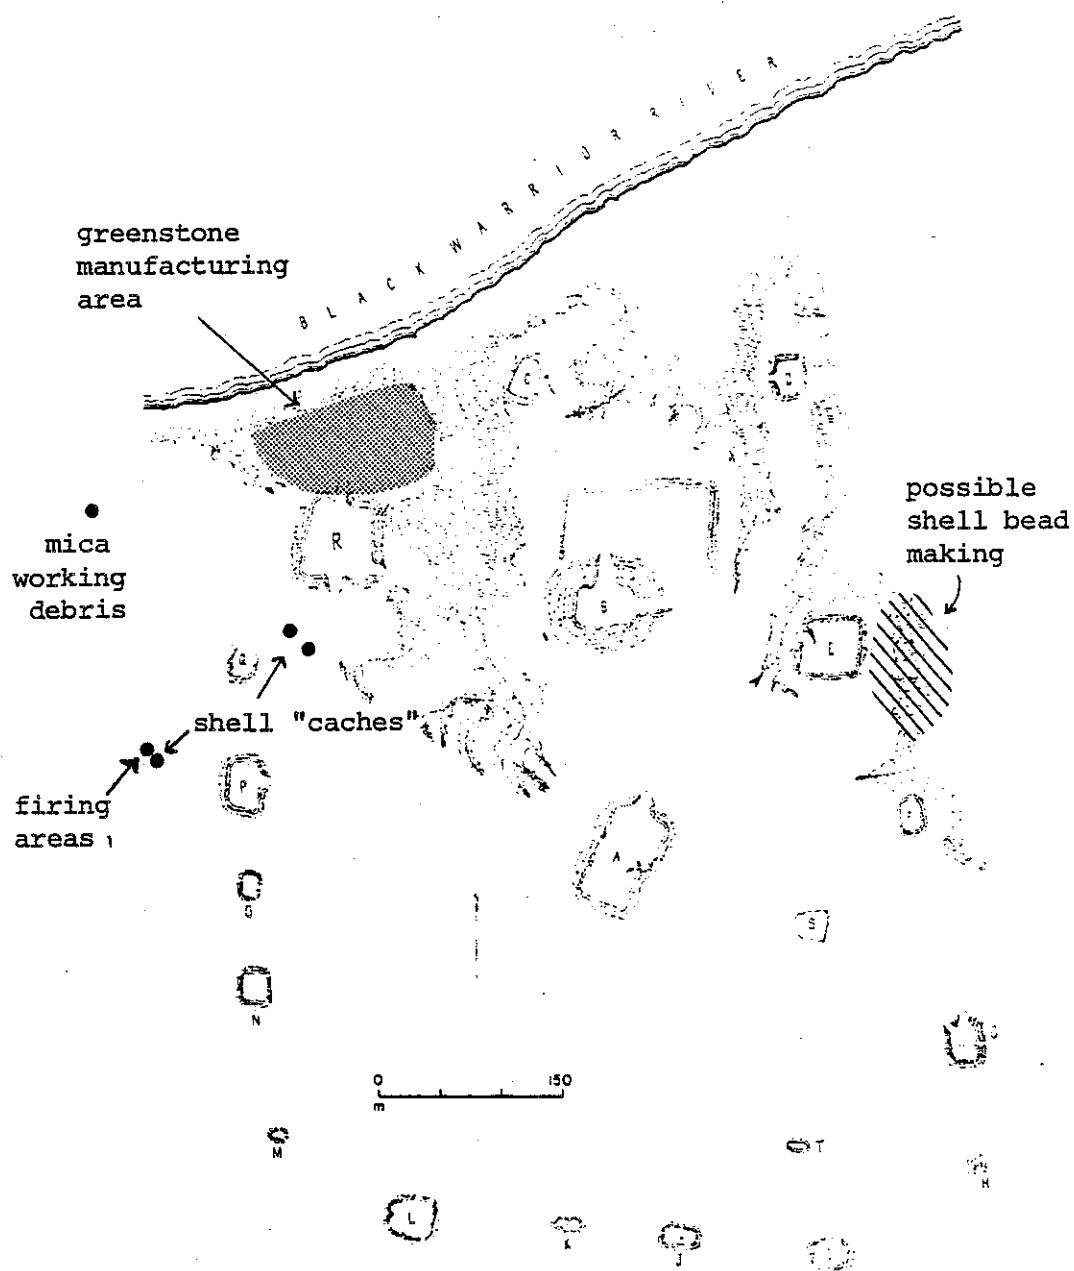 BLACK WARRIOR RIVER
greenstone
manufacturing
area
C
possible
shell bead
making
mica
working
debris
R
B
E
shell "caches"
P
firing
areas
A
O
S
N
0
150
m
M
T
H
L
K
J